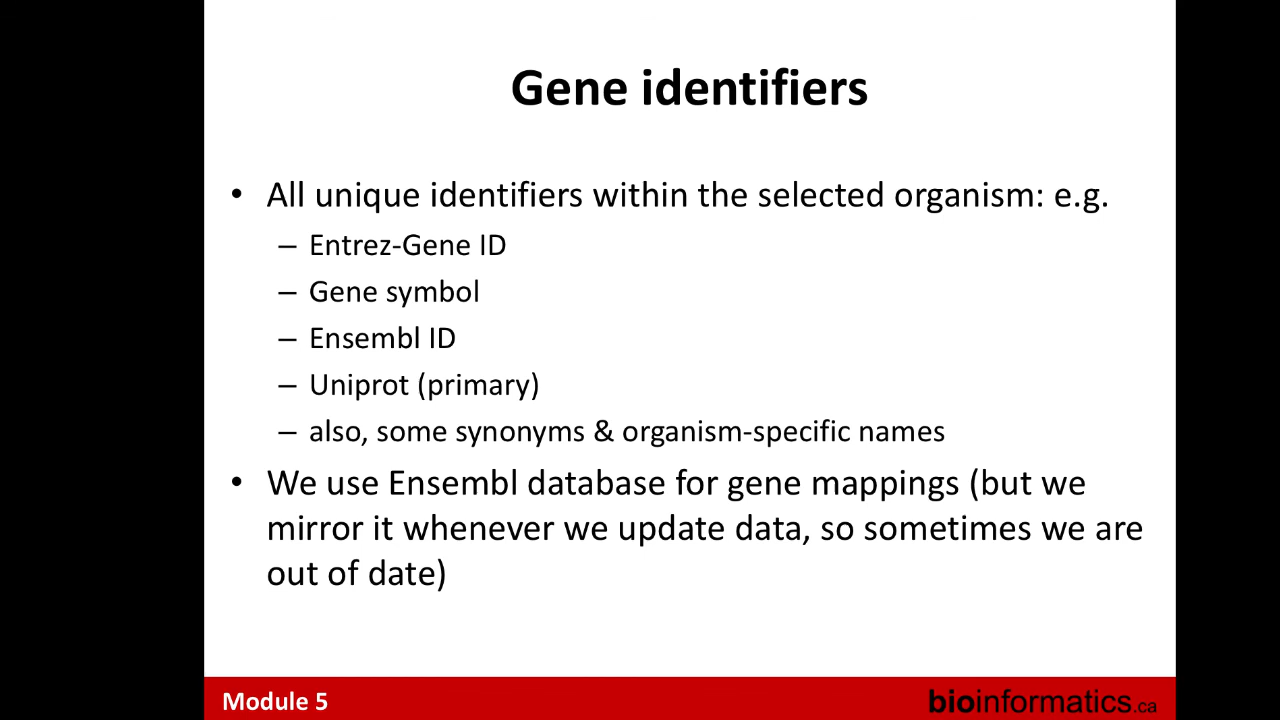 Gene identifiers
• All unique identifiers within the selected organism: e.g.
– Entrez-Gene ID
– Gene symbol
– Ensembl ID
– Uniprot (primary)
– also, some synonyms & organism-specific names
• We use Ensembl database for gene mappings (but we
mirror it whenever we update data, so sometimes we are
out of date)
Module 5
bioinformatics.ca